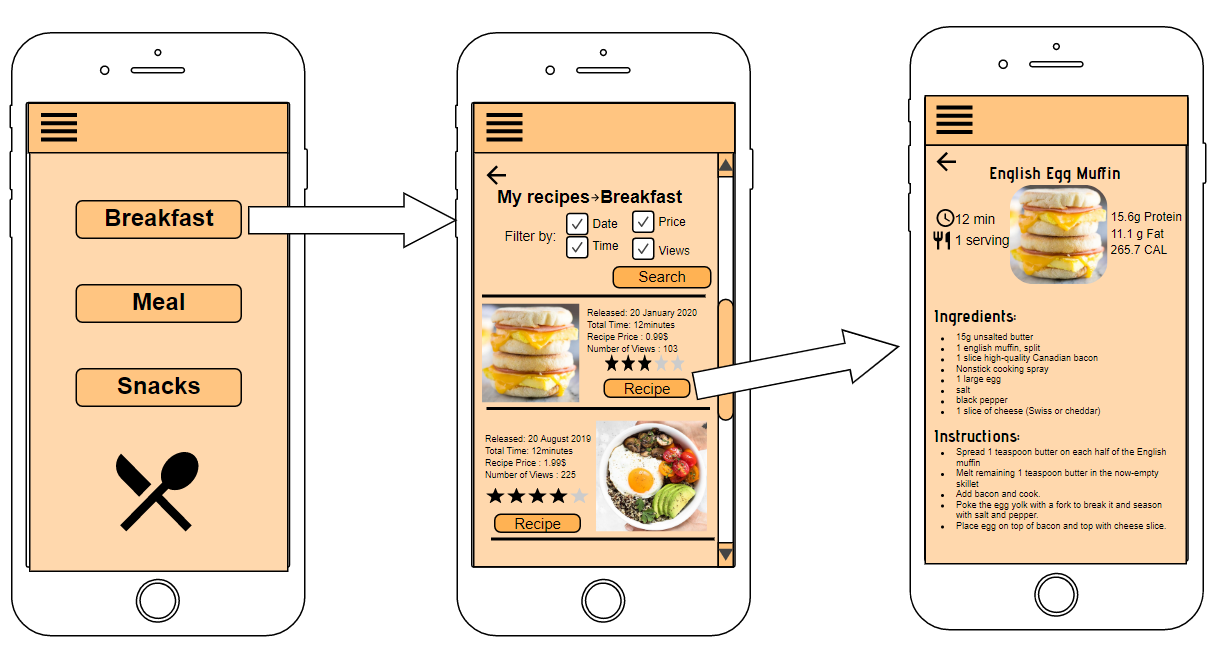 Breakfast
Meal
Snacks
My recipes→Breakfast
Filter by:
Date
Price
Time
Views
Search
Released: 20 January 2020
Total Time: 12minutes
Recipe Price : 0.99$
Number of Views : 103
Recipe
Released: 20 August 2019
Total Time: 12minutes
Recipe Price : 1.99$
Number of Views : 225
Recipe
English Egg Muffin
12 min
1 serving
15.6g Protein
11.1 g Fat
265.7 CAL
Ingredients:
15g unsalted butter
1 english muffin, split
1 slice high-quality Canadian bacon
Nonstick cooking spray
1 large egg
salt
black pepper
1 slice of cheese (Swiss or cheddar)
Instructions:
Spread 1 teaspoon butter on each half of the English
muffin
Melt remaining 1 teaspoon butter in the now-empty
skillet
Add bacon and cook.
Poke the egg yolk with a fork to break it and season
with salt and pepper.
Place egg on top of bacon and top with cheese slice.